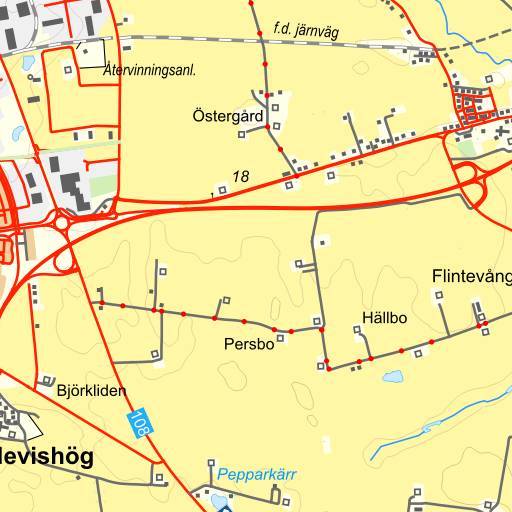 f.d. järnväg
Återvinningsanl.
Östergård
18
Flintevång
Hällbo
Persbo
Björkliden
108
levishög
Pepparkärr